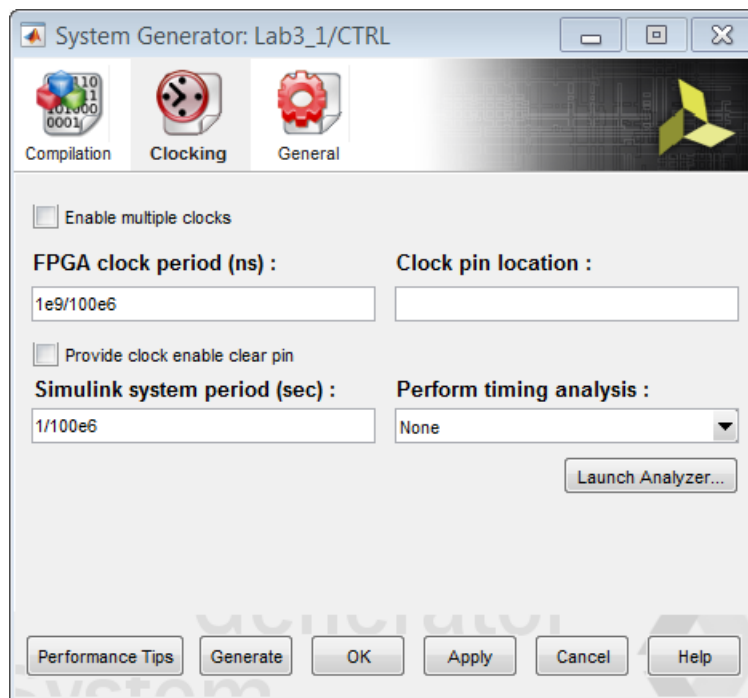 System Generator: Lab3_1/CTRL
Compilation
Clocking
General
Enable multiple clocks
FPGA clock period (ns) :
Clock pin location :
1e9/100e6
Provide clock enable clear pin
Simulink system period (sec) :
Perform timing analysis :
1/100e6
None
Launch Analyzer...
Performance Tips
Generate
OK
Apply
Cancel
Help
System
Generator